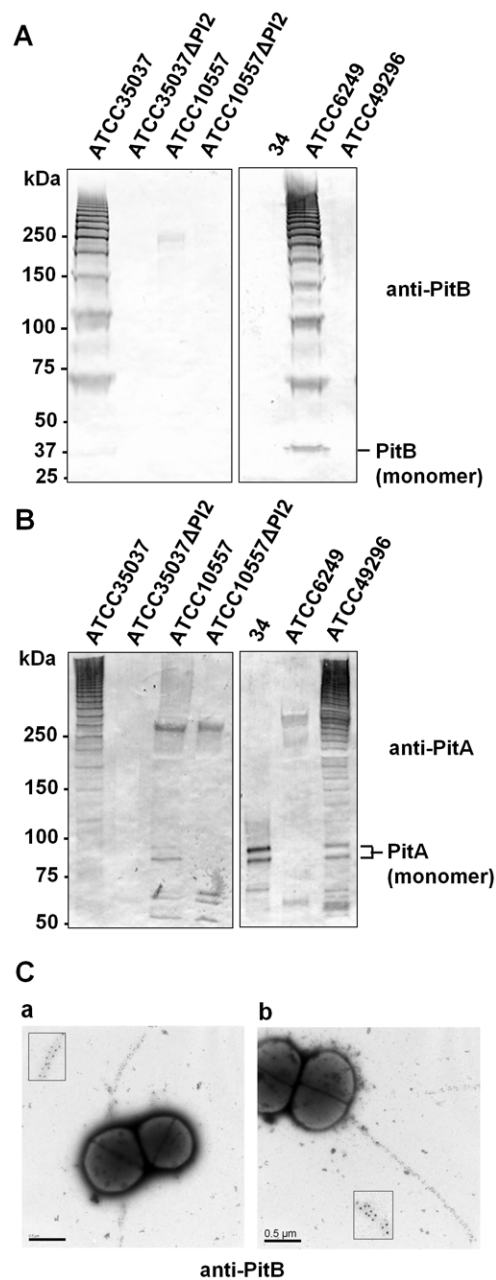 A
ATCC35037
ATCC35037ΔPI2
ATCC10557
ATCC10557ΔPI2
34
ATCC6249
ATCC49296
kDa
250
150
100
75
50
37
25
anti-PitB
PitB
(monomer)
B
ATCC35037
ATCC35037ΔPI2
ATCC10557
ATCC10557ΔPI2
34
ATCC6249
ATCC49296
kDa
250
150
100
75
50
anti-PitA
PitA
(monomer)
C
a
b
0.5 μm
anti-PitB